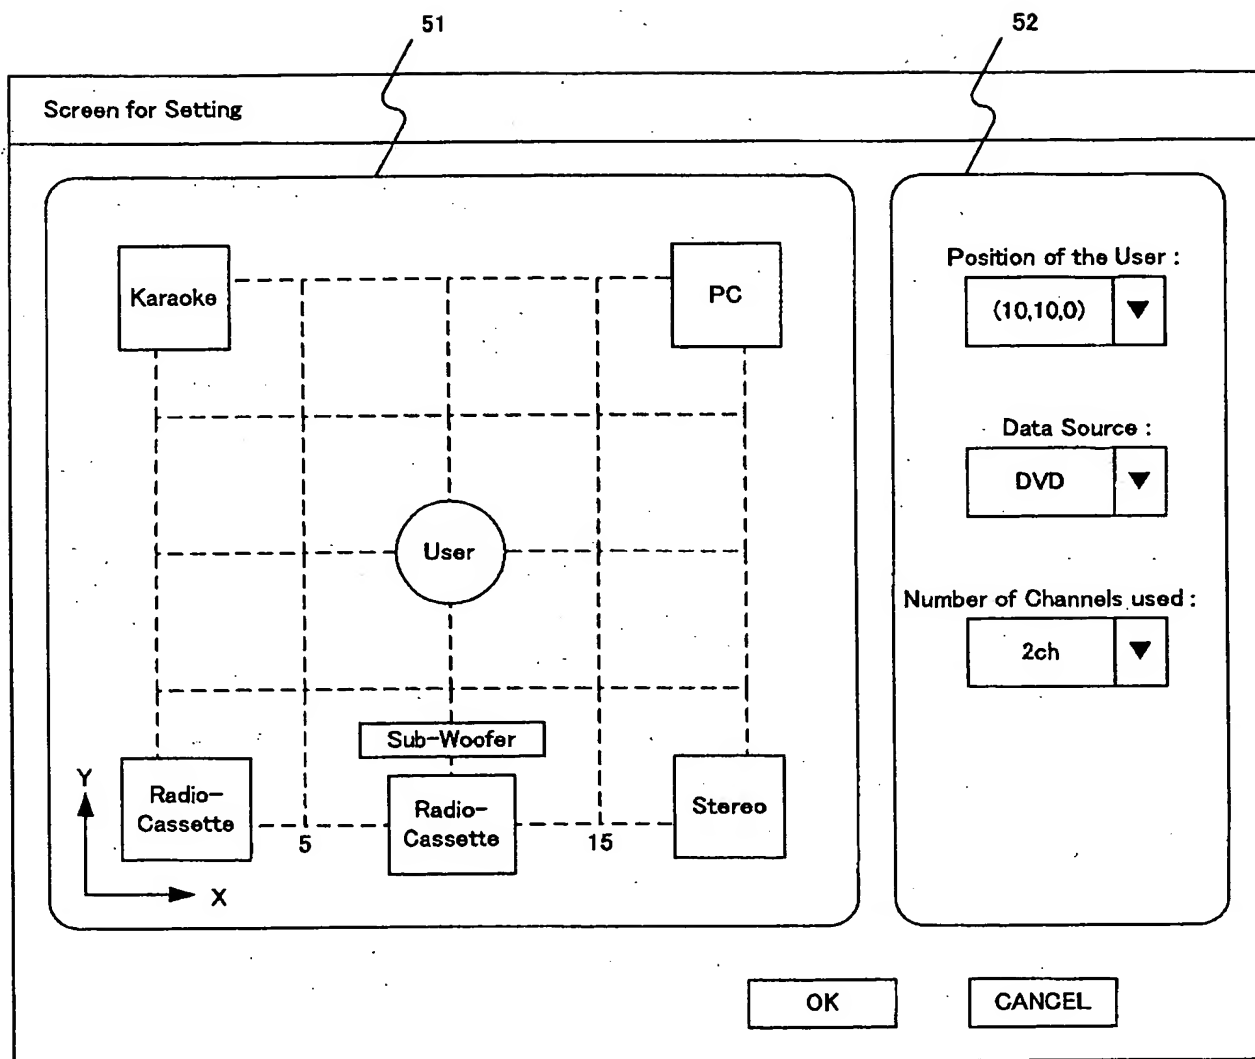 51
52
Screen for Setting
Karaoke
PC
User
Sub-Woofer
Radio-
Cassette
Radio-
Cassette
Stereo
5
15
Y
X
Position of the User :
(10,10,0)
▼
Data Source :
DVD
▼
Number of Channels used :
2ch
▼
OK
CANCEL